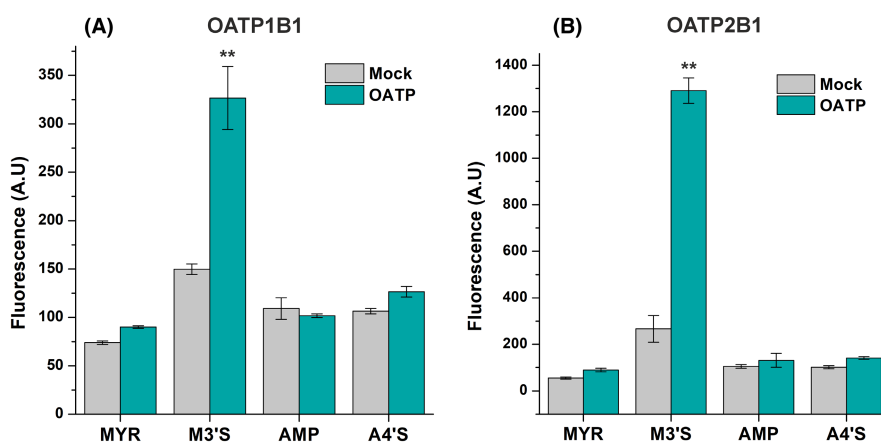 (A)
OATP1B1
**
Mock
OATP
Fluorescence (A.U)
350
300
250
200
150
100
50
0
MYR M3'S AMP A4'S
(B)
OATP2B1
**
Mock
OATP
Fluorescence (A.U)
1400
1200
1000
800
600
400
200
0
MYR M3'S AMP A4'S